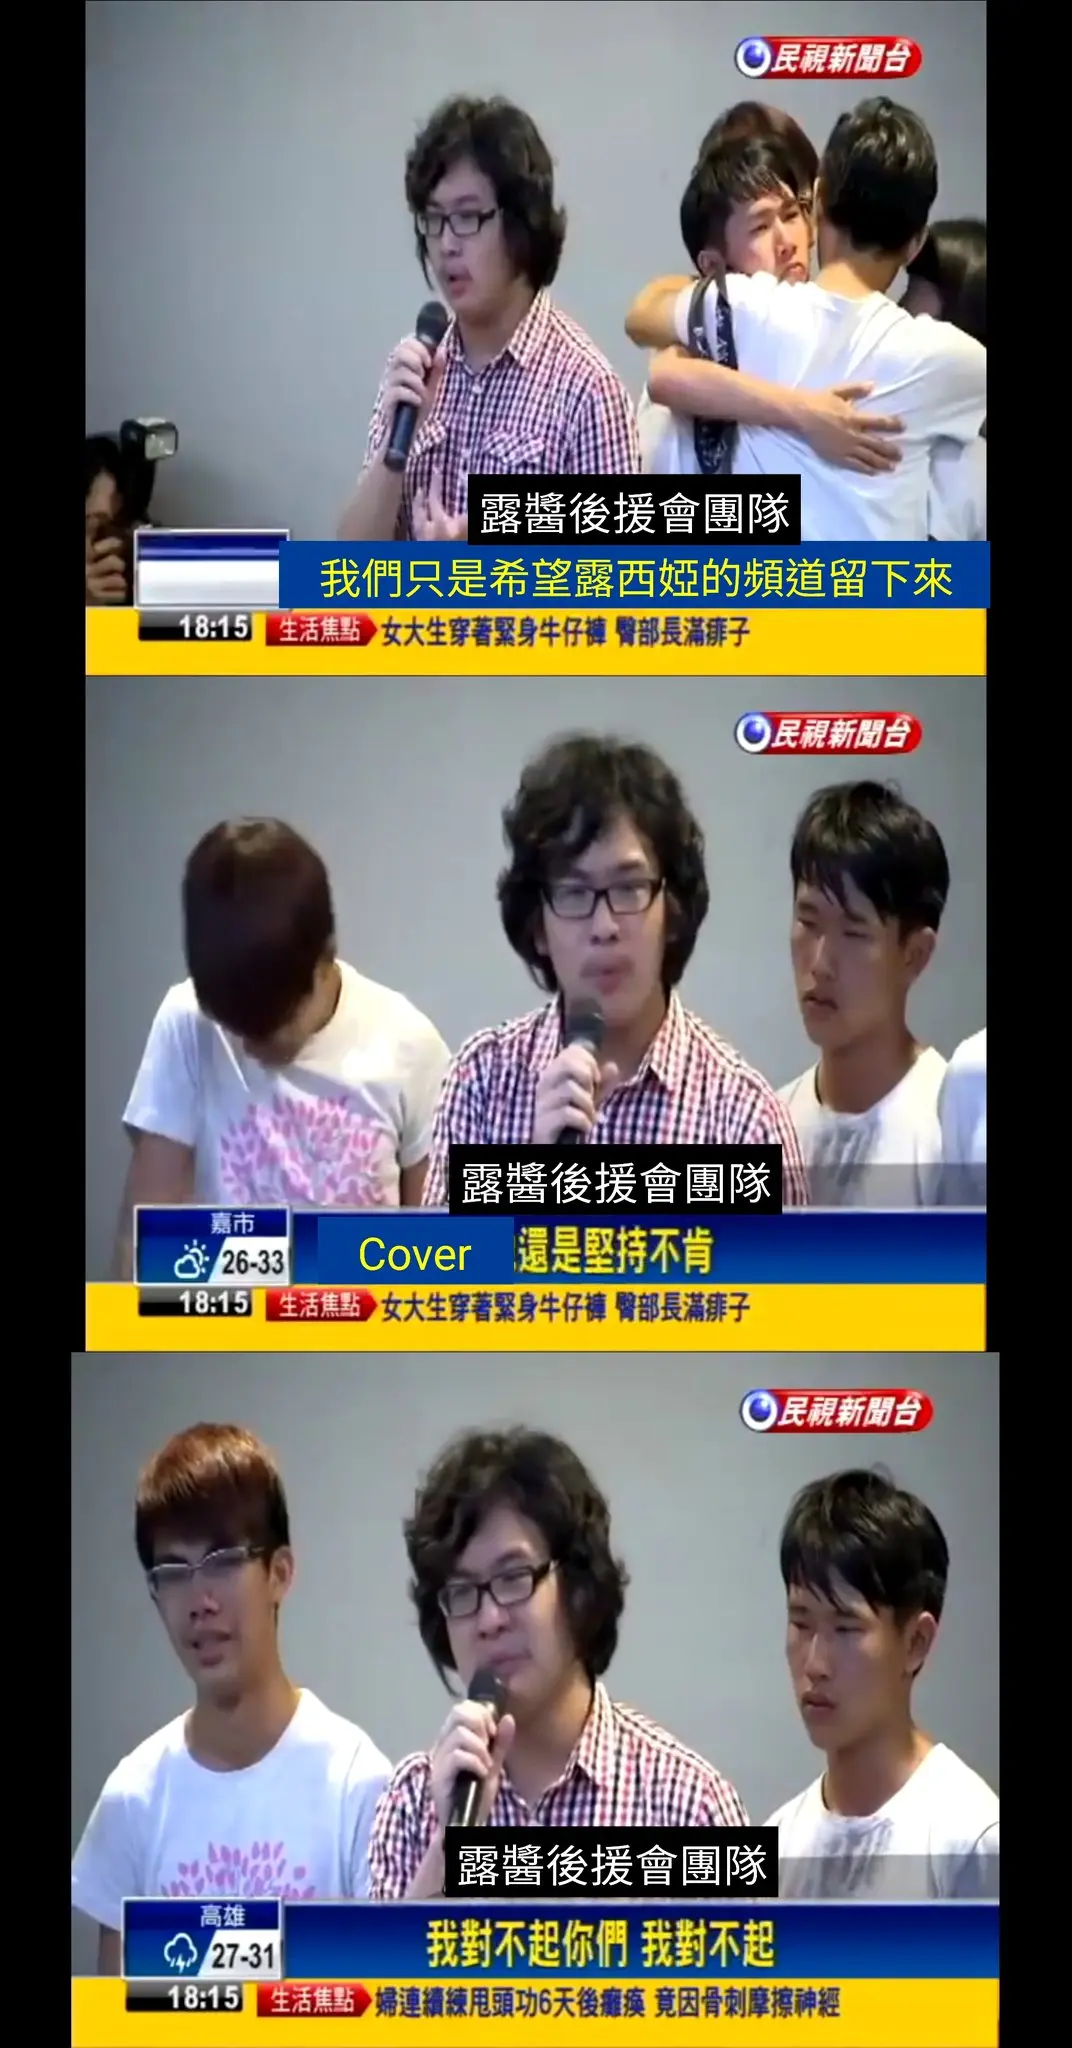 民視新聞台
露醬後援會團隊
我們只是希望露西婭的頻道留下來
18:15
生活焦點
女大生穿著緊身牛仔褲 臀部長滿痱子
民視新聞台
露醬後援會團隊
嘉市
26-33
Cover
還是堅持不肯
18:15
生活焦點
女大生穿著緊身牛仔褲 臀部長滿痱子
民視新聞台
露醬後援會團隊
高雄
27-31
我對不起你們 我對不起
18:15
生活焦點
婦連續練甩頭功6天後癱瘓 竟因骨刺摩擦神經